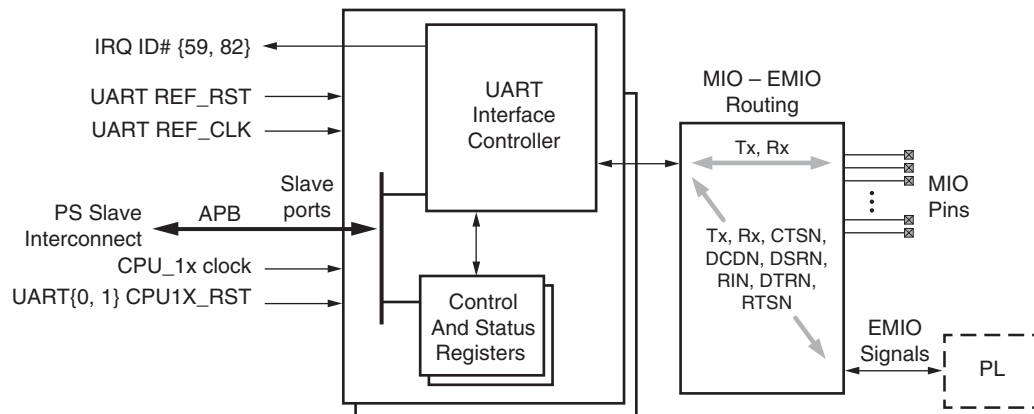 IRQ ID# {59, 82}
UART REF_RST
UART REF_CLK
PS Slave
Interconnect
APB
Slave
ports
CPU_1x clock
UART{0, 1} CPU1X_RST
UART
Interface
Controller
Control
And Status
Registers
MIO – EMIO
Routing
Tx, Rx
Tx, Rx, CTSN,
DCDN, DSRN,
RIN, DTRN,
RTSN
MIO
Pins
EMIO
Signals
PL